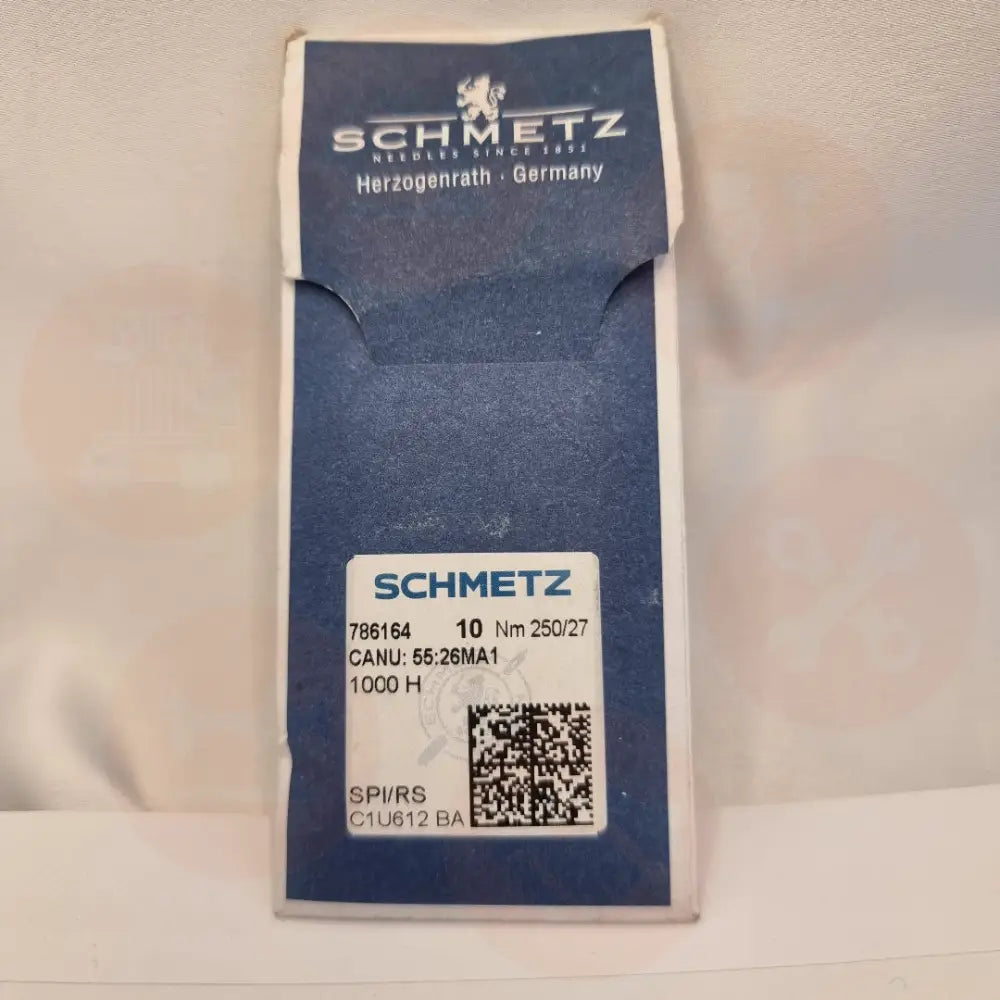 SCHMETZ
NEEDLES SINCE 1851
Herzogenrath · Germany
SCHMETZ
786164 10 Nm 250/27
CANU: 55:26MA1
1000 H
SPI/RS
C1U612 BA